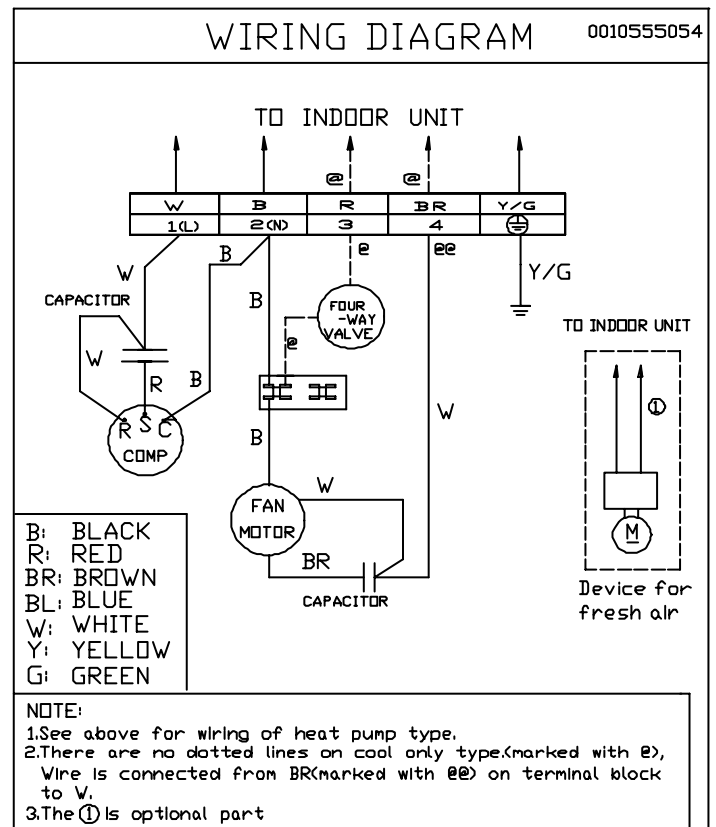 WIRING DIAGRAM
0010555054
TO INDOOR UNIT
@ @
W B R BR Y/G
1(L) 2(N) 3 4
B @ @@
W Y/G
CAPACITOR B FOUR
-WAY
VALVE
TO INDOOR UNIT
@
W R B
①
W
R S C
COMP
B
W
FAN
MOTOR
M
BR
CAPACITOR
Device for
fresh air
B: BLACK
R: RED
BR: BROWN
BL: BLUE
W: WHITE
Y: YELLOW
G: GREEN
NOTE:
1.See above for wiring of heat pump type.
2.There are no dotted lines on cool only type.(marked with @),
Wire is connected from BR(marked with @@) on terminal block
to W.
3.The ① is optional part